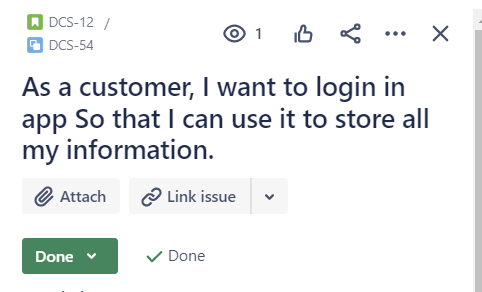 DCS-12 /
DCS-54
1
As a customer, I want to login in
app So that I can use it to store all
my information.
Attach
Link issue
Done
Done